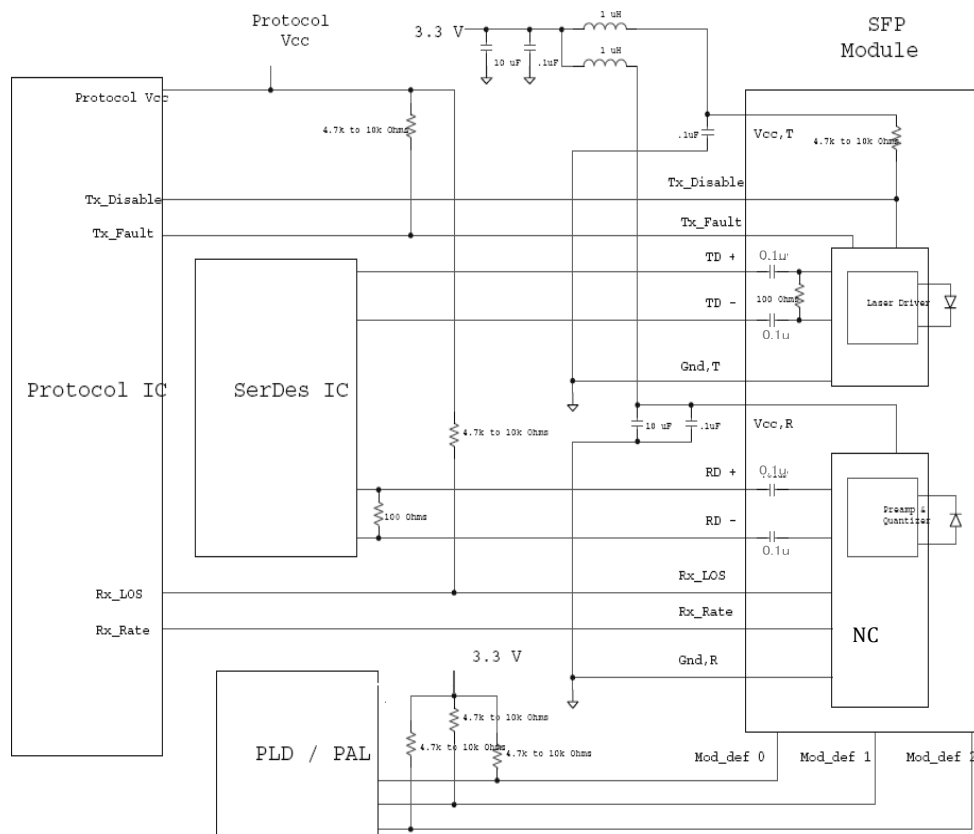 Protocol
Vcc
3.3 V
1 uH
SFP
Module
1 uH
10 uF
.1uF
Protocol Vcc
4.7k to 10k Ohms
.1uF
Vcc,T
4.7k to 10k Ohms
Tx_Disable
Tx_Disable
Tx_Fault
Tx_Fault
TD +
0.1u
100 Ohms
Laser Driver
TD -
0.1u
Gnd,T
Protocol IC
SerDes IC
10 uF
.1uF
Vcc,R
4.7k to 10k Ohms
RD +
0.1u
Preamp &
Quantizer
100 Ohms
RD -
0.1u
Rx_LOS
Rx_LOS
Rx_Rate
Rx_Rate
NC
Gnd,R
3.3 V
4.7k to 10k Ohms
4.7k to 10k Ohms
4.7k to 10k Ohms
PLD / PAL
Mod_def 0
Mod_def 1
Mod_def 2